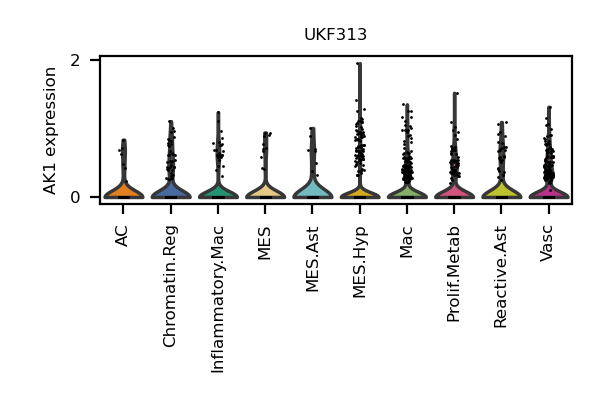 UKF313
AK1 expression
2
0
AC
Chromatin.Reg
Inflammatory.Mac
MES
MES.Ast
MES.Hyp
Mac
Prolif.Metab
Reactive.Ast
Vasc